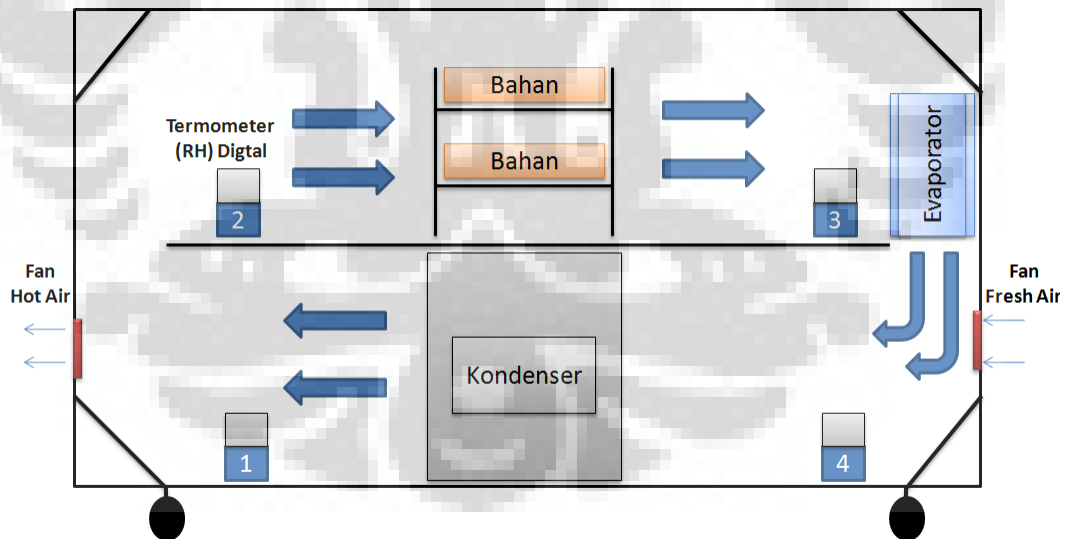 Bahan
Termometer
(RH) Digtal
Bahan
Evaporator
2
3
Fan
Hot Air
Fan
Fresh Air
Kondenser
1
4